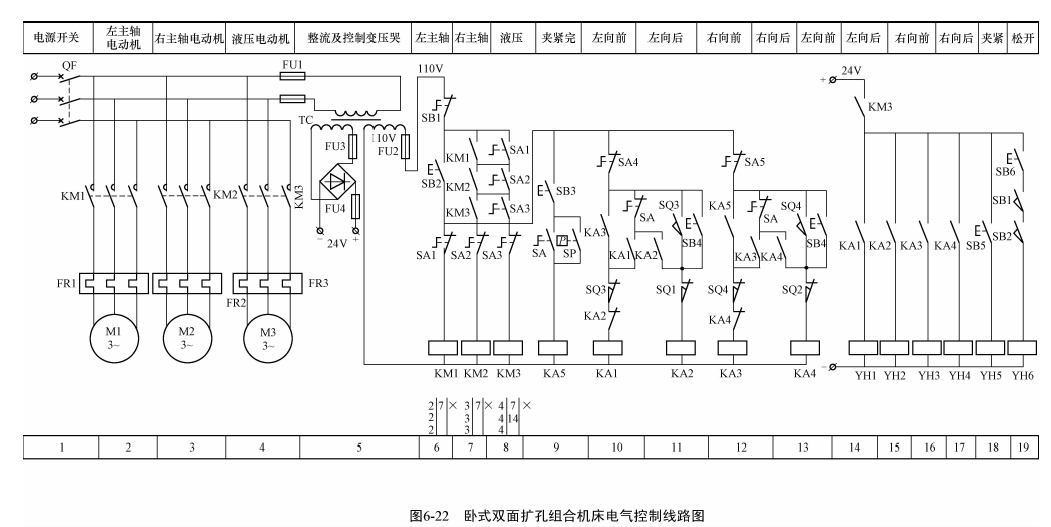 电源开关 左主轴电动机 右主轴电动机 液压电动机 整流及控制变压哭 左主轴 右主轴 液压 夹紧完 左向前 左向后 右向前 右向后 左向前 左向后 右向前 右向后 夹紧 松开
QF FU1 110V + 24V
SB1 KM3
TC 110V
FU3 FU2 KM1 SA1 SA4 SA5 SB6
SB2 KM2 SA2 SB3 SB1
KM1 KM2 KM3 FU4 KM3 SA3 KA3 SA SQ3 SB4 KA5 SA SQ4 SB4 SB5 SB2
- 24V + SA1 SA2 SA3 SA P SP KA1 KA2 KA3 KA4 KA1 KA2 KA3 KA4
FR1 FR2 FR3 SQ3 SQ1 SQ4 SQ2
M1 3~ M2 3~ M3 3~ KA2 KA4
KM1 KM2 KM3 KA5 KA1 KA2 KA3 KA4 - YH1 YH2 YH3 YH4 YH5 YH6
2 7 × 3 7 × 4 7 ×
2 3 4 14
2 3 4
1 2 3 4 5 6 7 8 9 10 11 12 13 14 15 16 17 18 19
图6-22 卧式双面扩孔组合机床电气控制线路图